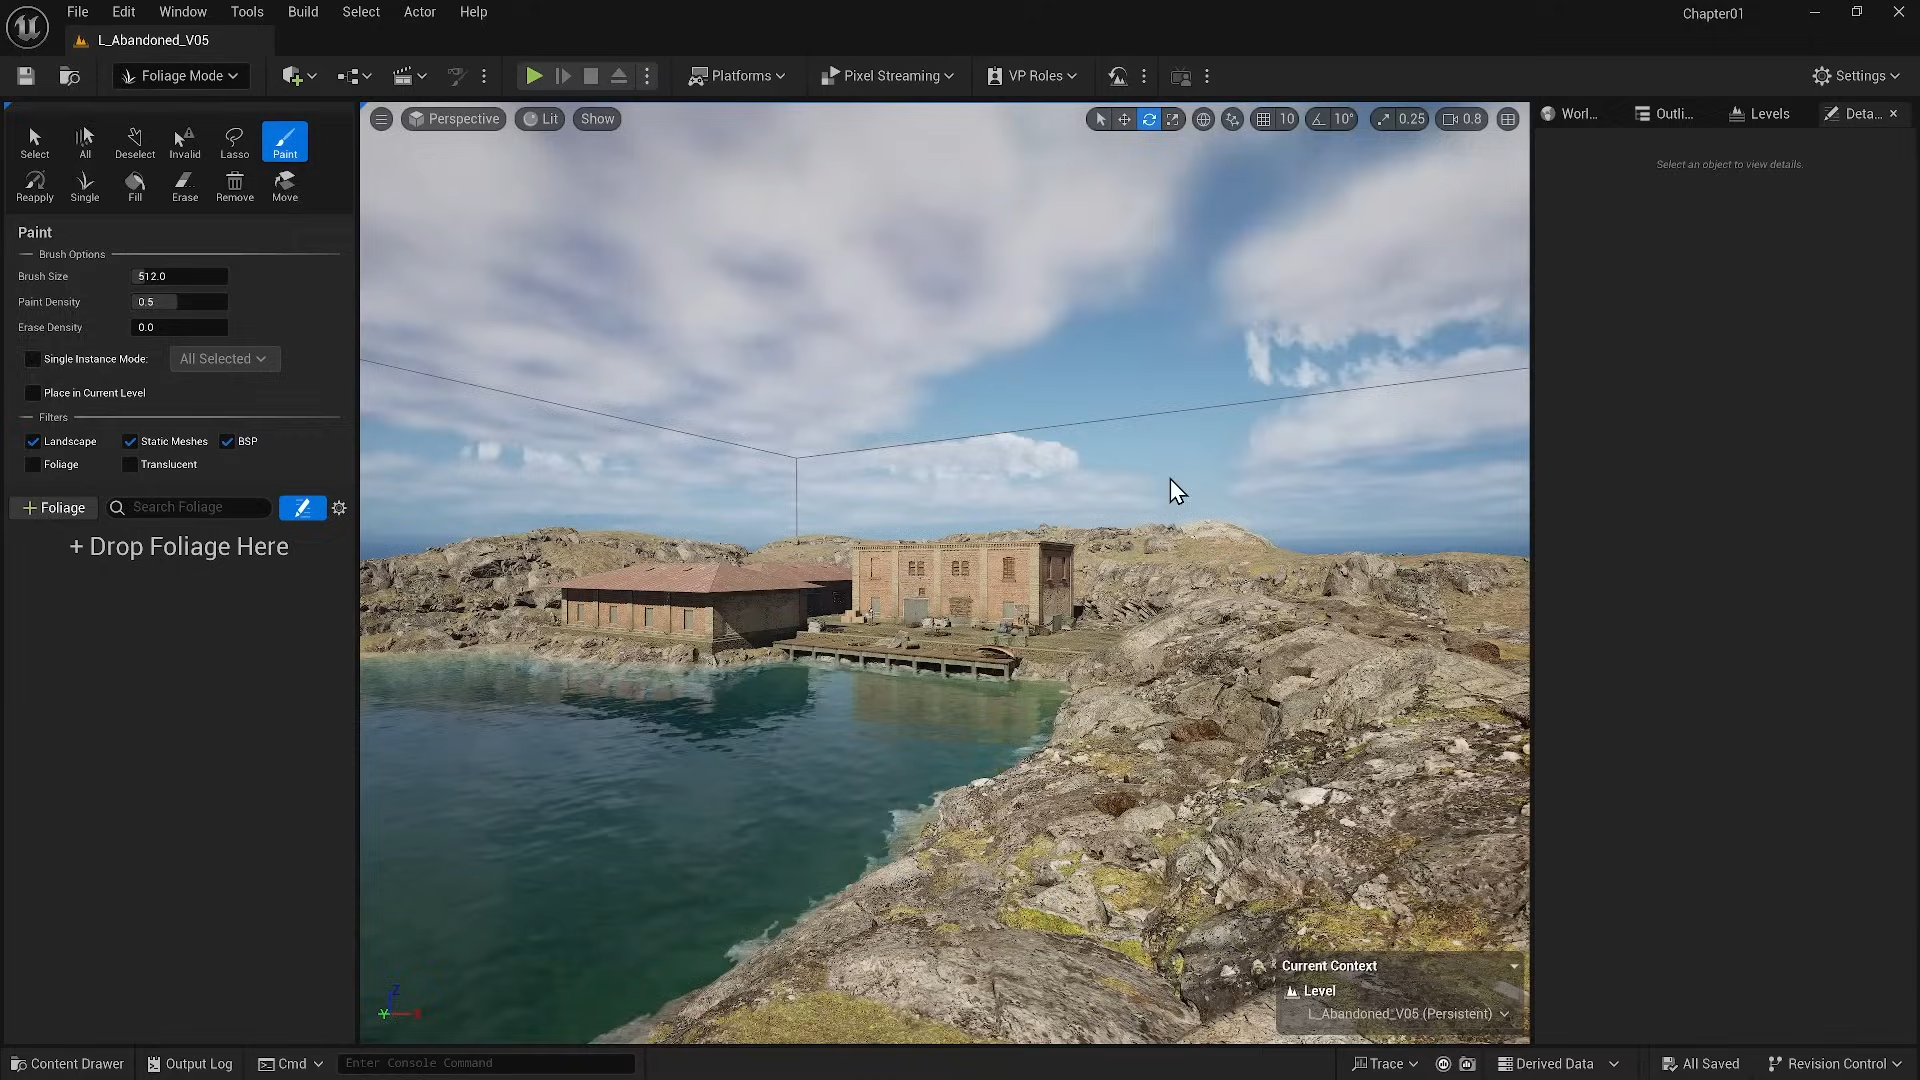 File Edit Window Tools Build Select Actor Help
Chapter01
L_Abandoned_V05
Foliage Mode
Platforms
Pixel Streaming
VP Roles
Settings
Perspective Lit Show
10 10° 0.25 0.8
Worl... Outli... Levels Deta...
Select an object to view details.
Select All Deselect Invalid Lasso Paint
Reapply Single Fill Erase Remove Move
Paint
Brush Options
Brush Size 512.0
Paint Density 0.5
Erase Density 0.0
Single Instance Mode: All Selected
Place in Current Level
Filters
Landscape Static Meshes BSP
Foliage Translucent
+ Foliage Search Foliage
+ Drop Foliage Here
Current Context
Level
L_Abandoned_V05 (Persistent)
Z
Y
Content Drawer Output Log Cmd Enter Console Command
Trace Derived Data All Saved Revision Control